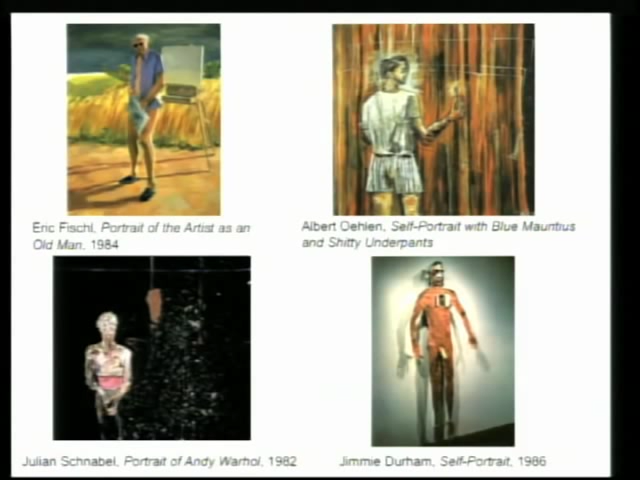 Eric Fischl, Portrait of the Artist as an
Old Man, 1984
Albert Oehlen, Self-Portrait with Blue Mauritius
and Shitty Underpants
Julian Schnabel, Portrait of Andy Warhol, 1982
Jimmie Durham, Self-Portrait, 1986